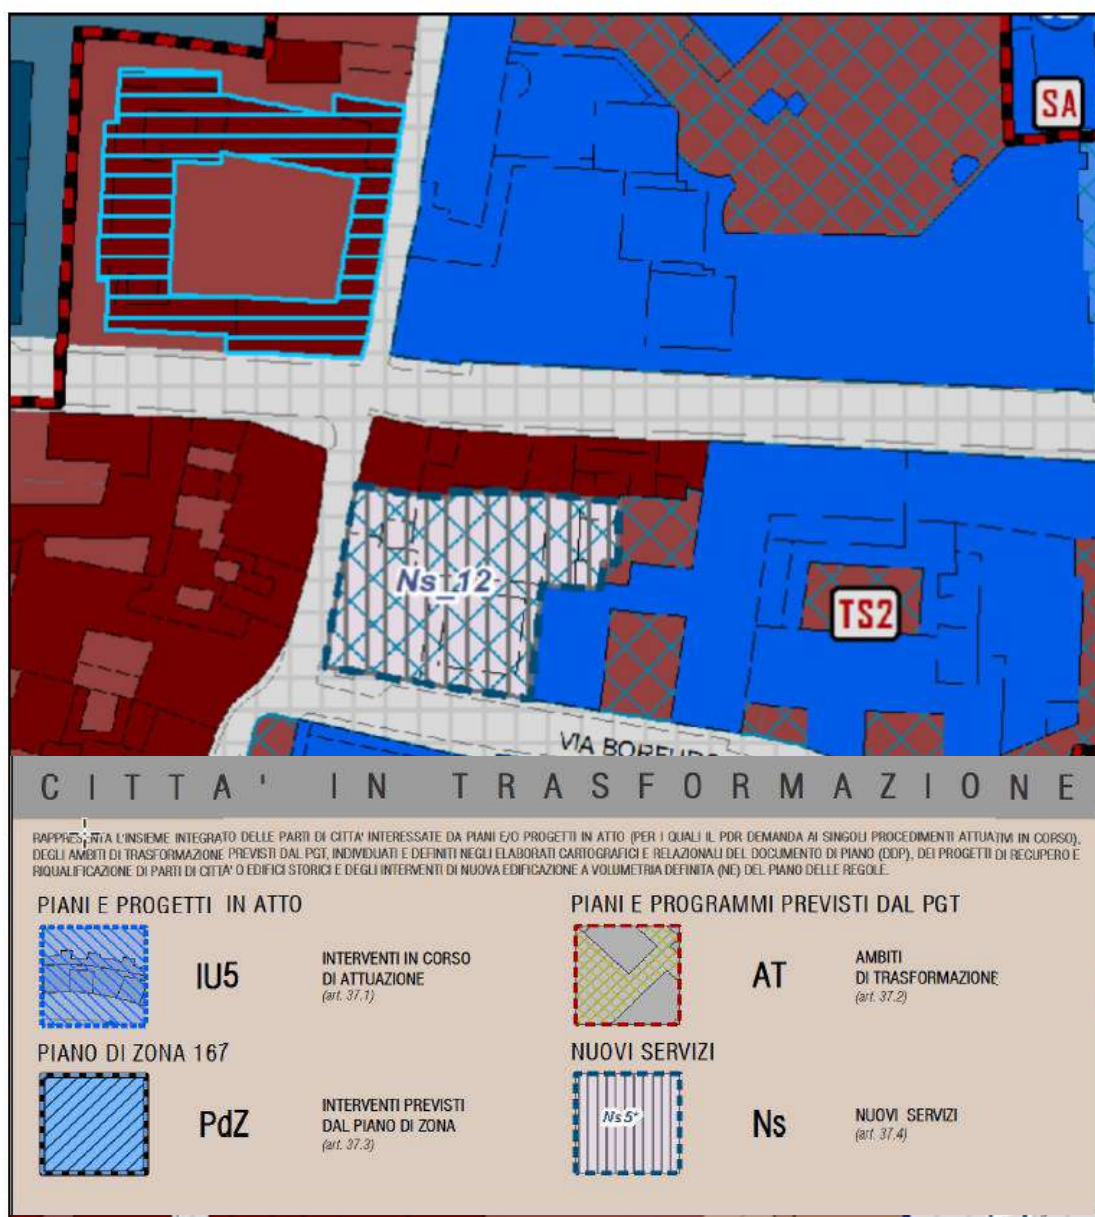 SA
Ns_12
TS2
CITTA' IN TRASFORMAZIONE
RAPPRESENTA L'INSIEME INTEGRATO DELLE PARTI DI CITTA' INTERESSATE DA PIANI E/O PROGETTI IN ATTO (PER I QUALI IL PDR DEMANDA AI SINGOLI PROCEDIMENTI ATTUATIVI IN CORSO),
DEGLI AMBITI DI TRASFORMAZIONE PREVISTI DAL PGT, INDIVIDUATI E DEFINITI NEGLI ELABORATI CARTOGRAFICI E RELAZIONALI DEL DOCUMENTO DI PIANO (DDP), DEI PROGETTI DI RECUPERO E
RIQUALIFICAZIONE DI PARTI DI CITTA' O EDIFICI STORICI E DEGLI INTERVENTI DI NUOVA EDIFICAZIONE A VOLUMETRIA DEFINITA (NE) DEL PIANO DELLE REGOLE.
PIANI E PROGETTI IN ATTO
IU5
INTERVENTI IN CORSO
DI ATTUAZIONE
(art. 37.1)
PIANI E PROGRAMMI PREVISTI DAL PGT
AT
AMBITI
DI TRASFORMAZIONE
(art. 37.2)
PIANO DI ZONA 167
PdZ
INTERVENTI PREVISTI
DAL PIANO DI ZONA
(art. 37.3)
NUOVI SERVIZI
Ns5*
Ns
NUOVI SERVIZI
(art. 37.4)
VIA